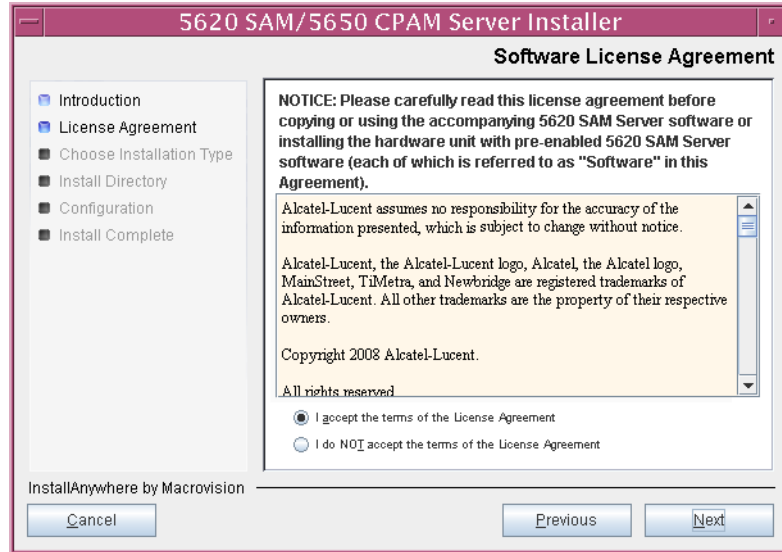 5620 SAM/5650 CPAM Server Installer
Software License Agreement
Introduction
License Agreement
Choose Installation Type
Install Directory
Configuration
Install Complete
NOTICE: Please carefully read this license agreement before
copying or using the accompanying 5620 SAM Server software or
installing the hardware unit with pre-enabled 5620 SAM Server
software (each of which is referred to as "Software" in this
Agreement).
Alcatel-Lucent assumes no responsibility for the accuracy of the
information presented, which is subject to change without notice.
Alcatel-Lucent, the Alcatel-Lucent logo, Alcatel, the Alcatel logo,
MainStreet, TiMetra, and Newbridge are registered trademarks of
Alcatel-Lucent. All other trademarks are the property of their respective
owners.
Copyright 2008 Alcatel-Lucent.
All rights reserved
I accept the terms of the License Agreement
I do NOT accept the terms of the License Agreement
InstallAnywhere by Macrovision
Cancel
Previous
Next